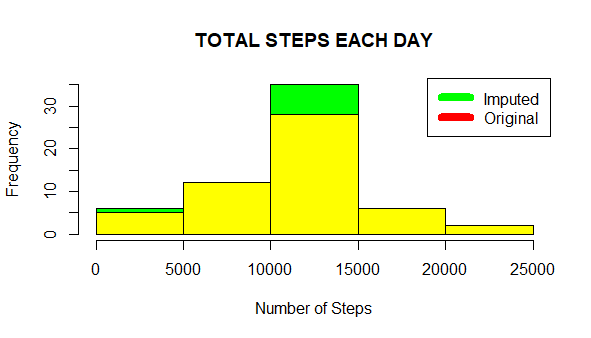 TOTAL STEPS EACH DAY
Imputed
Original
Frequency
30
20
10
0
0 5000 10000 15000 20000 25000
Number of Steps